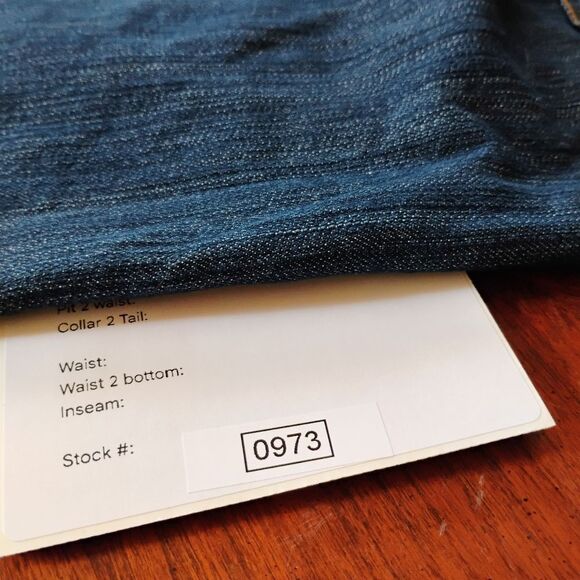 Pit 2 waist:
Collar 2 Tail:
Waist:
Waist 2 bottom:
Inseam:
Stock #: 0973